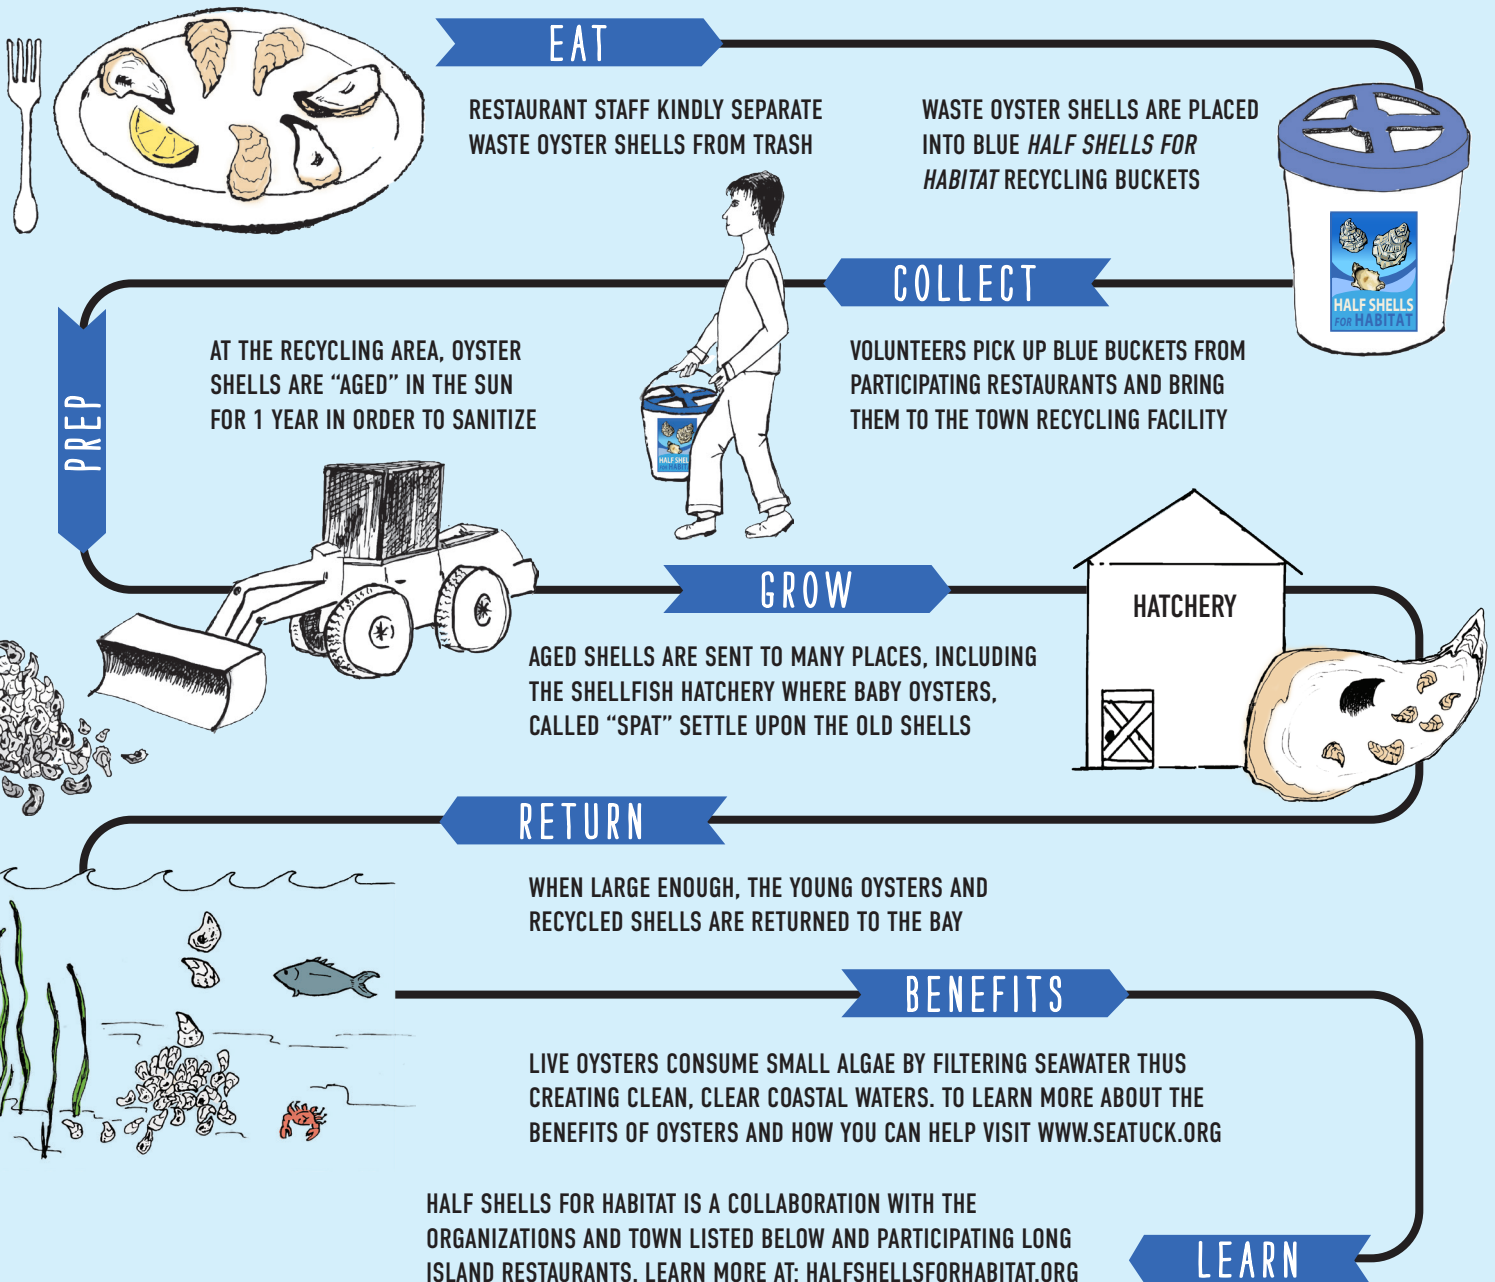 EAT
RESTAURANT STAFF KINDLY SEPARATE
WASTE OYSTER SHELLS FROM TRASH
WASTE OYSTER SHELLS ARE PLACED
INTO BLUE HALF SHELLS FOR
HABITAT RECYCLING BUCKETS
HALF SHELLS
FOR HABITAT
COLLECT
VOLUNTEERS PICK UP BLUE BUCKETS FROM
PARTICIPATING RESTAURANTS AND BRING
THEM TO THE TOWN RECYCLING FACILITY
HALF SHEL
FOR HABIT
PREP
AT THE RECYCLING AREA, OYSTER
SHELLS ARE “AGED” IN THE SUN
FOR 1 YEAR IN ORDER TO SANITIZE
GROW
AGED SHELLS ARE SENT TO MANY PLACES, INCLUDING
THE SHELLFISH HATCHERY WHERE BABY OYSTERS,
CALLED “SPAT” SETTLE UPON THE OLD SHELLS
HATCHERY
RETURN
WHEN LARGE ENOUGH, THE YOUNG OYSTERS AND
RECYCLED SHELLS ARE RETURNED TO THE BAY
BENEFITS
LIVE OYSTERS CONSUME SMALL ALGAE BY FILTERING SEAWATER THUS
CREATING CLEAN, CLEAR COASTAL WATERS. TO LEARN MORE ABOUT THE
BENEFITS OF OYSTERS AND HOW YOU CAN HELP VISIT WWW.SEATUCK.ORG
LEARN
HALF SHELLS FOR HABITAT IS A COLLABORATION WITH THE
ORGANIZATIONS AND TOWN LISTED BELOW AND PARTICIPATING LONG
ISLAND RESTAURANTS. LEARN MORE AT: HALFSHELLSFORHABITAT.ORG